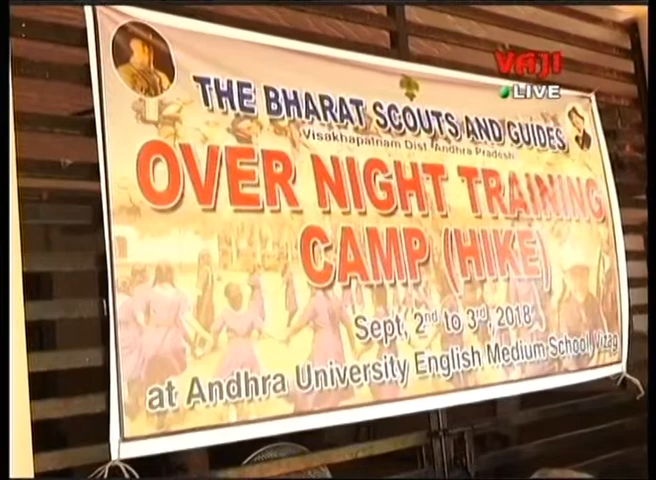 VAJI
LIVE
THE BHARAT SCOUTS AND GUIDES
Visakhapatnam Dist. Andhra Pradesh
OVER NIGHT TRAINING
CAMP (HIKE)
Sept, 2nd to 3rd, 2018
at Andhra University English Medium School, Vizag